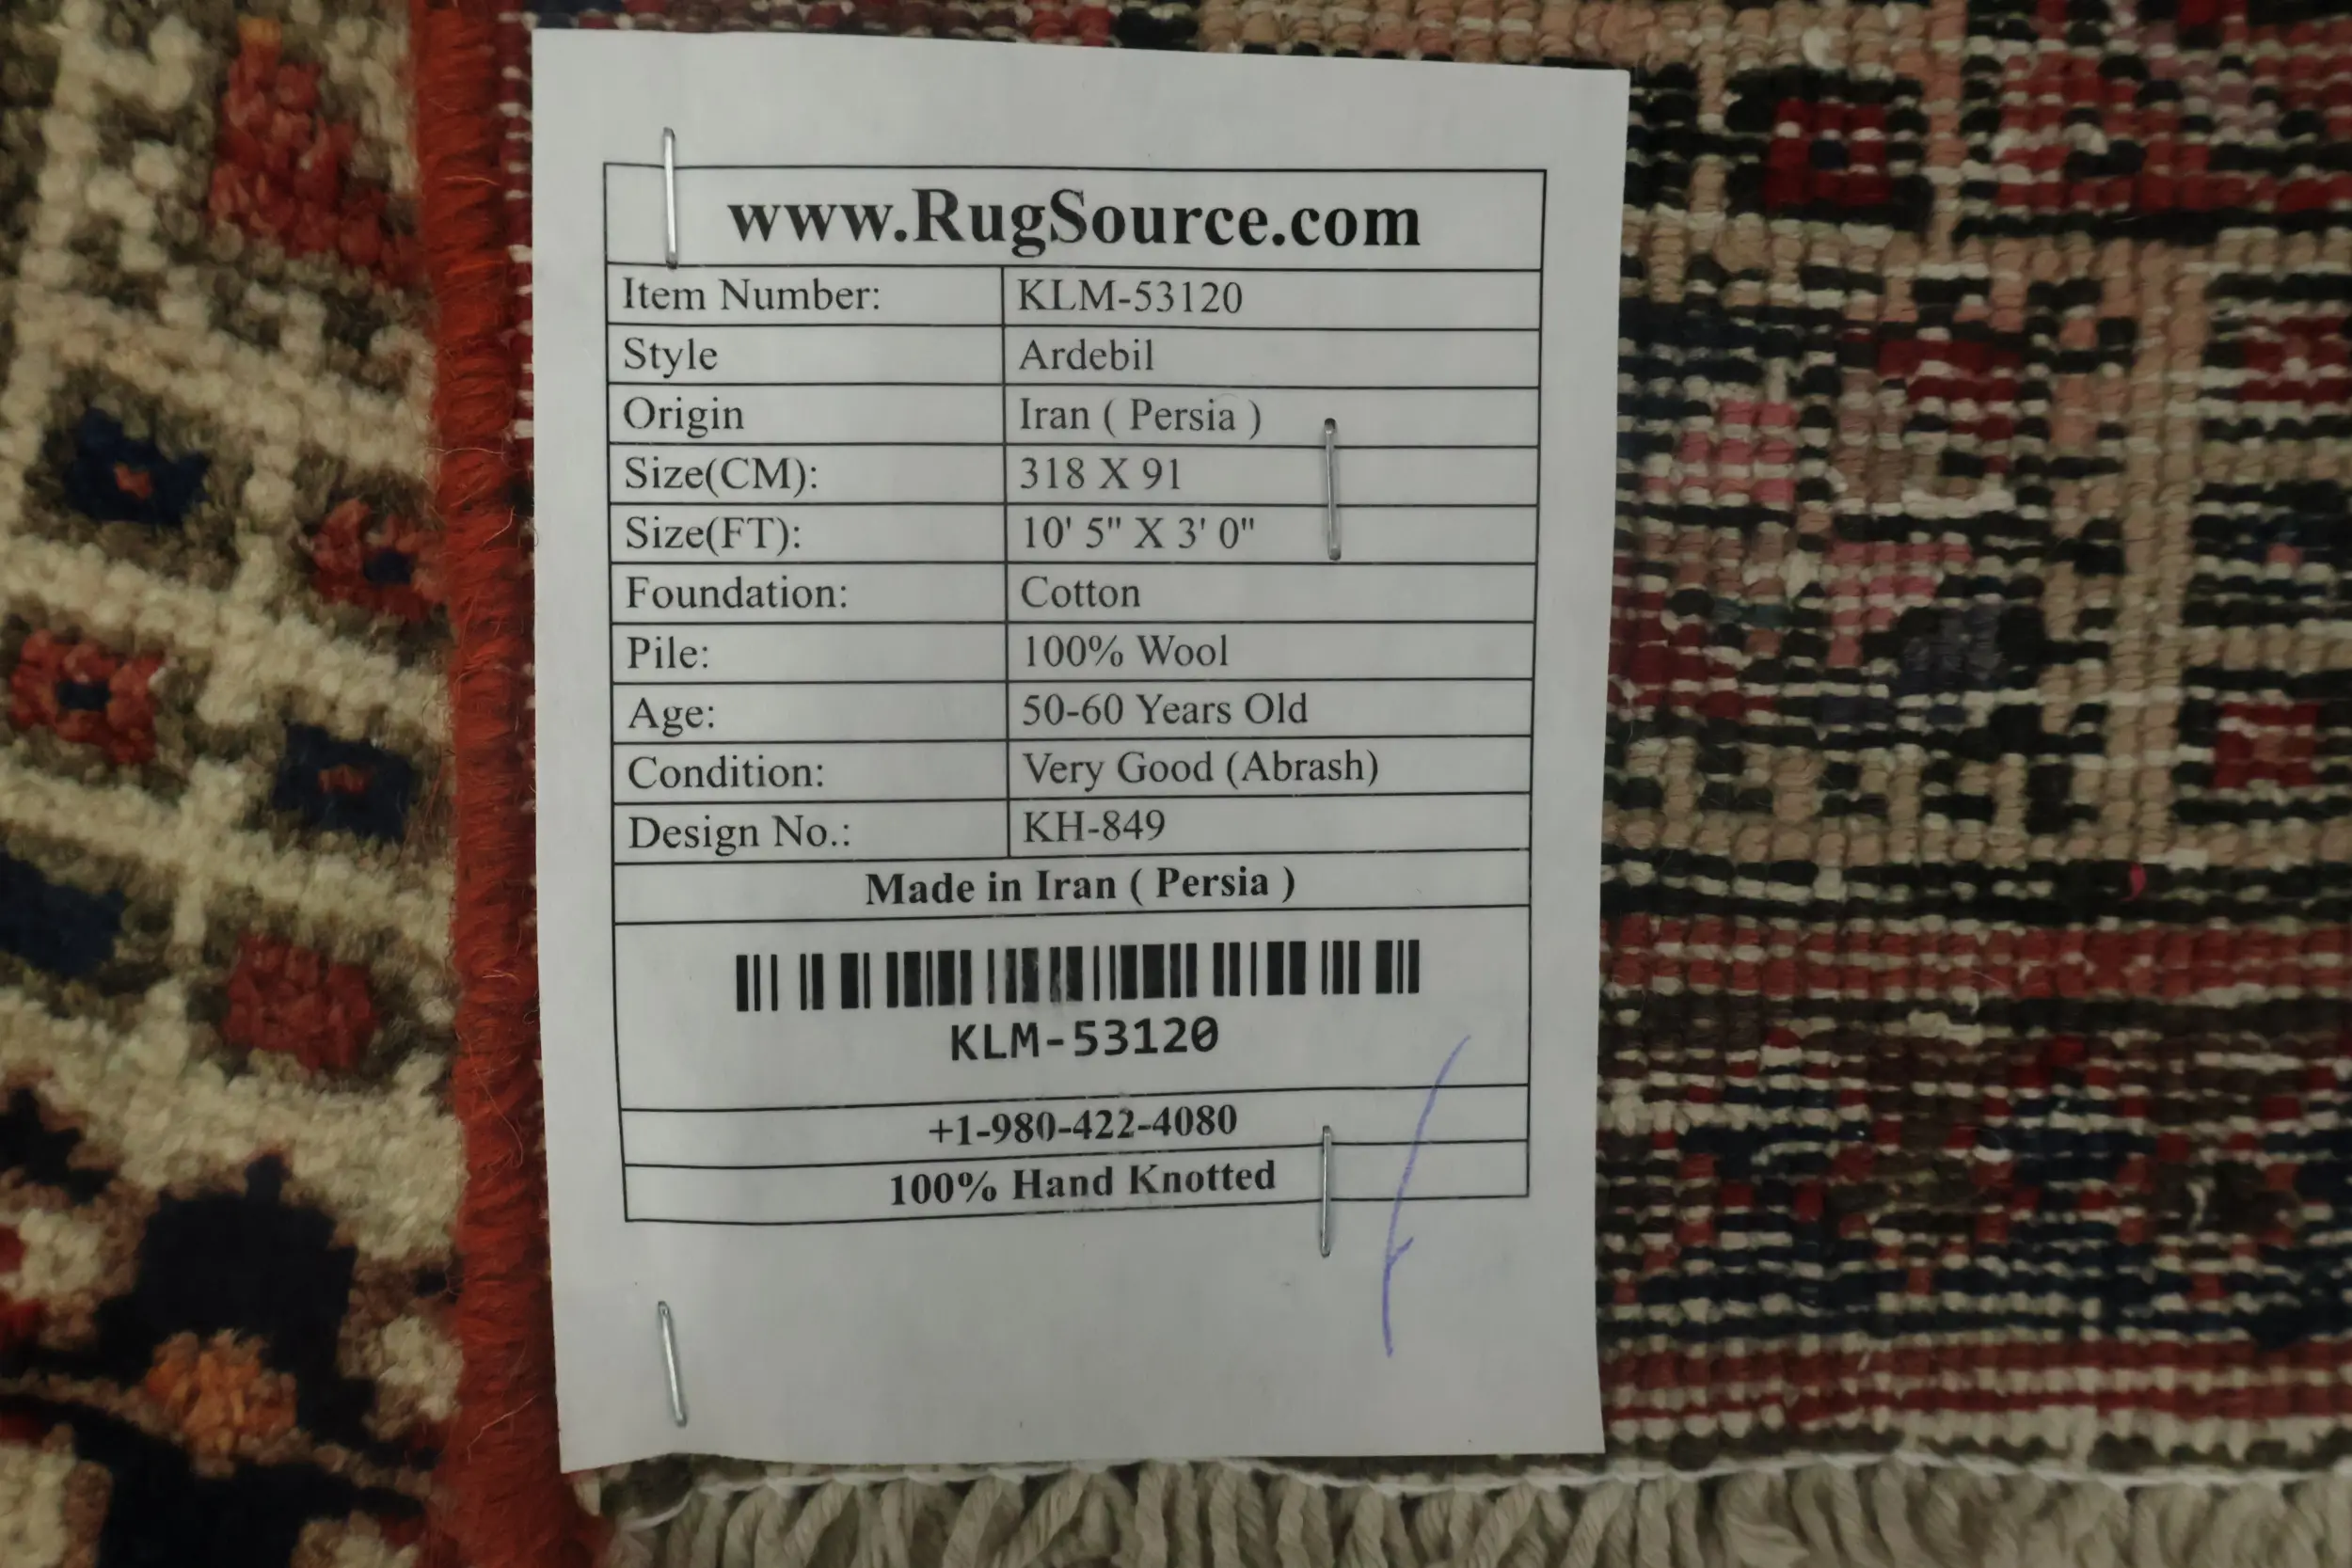 www.RugSource.com
Item Number: KLM-53120
Style Ardebil
Origin Iran ( Persia )
Size(CM): 318 X 91
Size(FT): 10' 5" X 3' 0"
Foundation: Cotton
Pile: 100% Wool
Age: 50-60 Years Old
Condition: Very Good (Abrash)
Design No.: KH-849
Made in Iran ( Persia )
KLM-53120
+1-980-422-4080
100% Hand Knotted